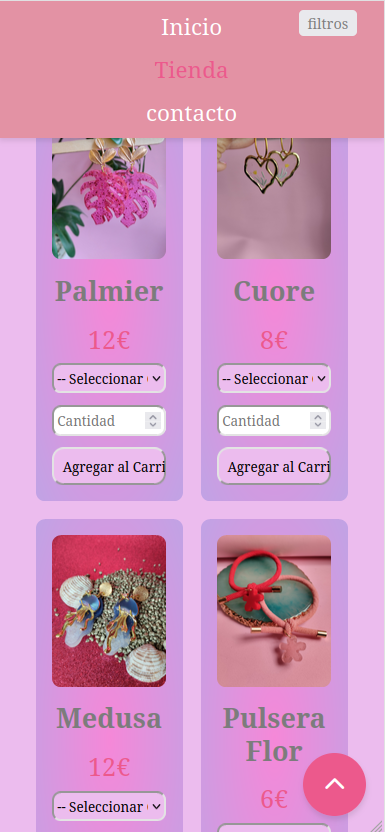 Inicio
filtros
Tienda
contacto
Palmier
Cuore
12€
8€
-- Seleccionar
-- Seleccionar
Cantidad
Cantidad
Agregar al Carri
Agregar al Carri
Medusa
Pulsera
Flor
12€
6€
-- Seleccionar